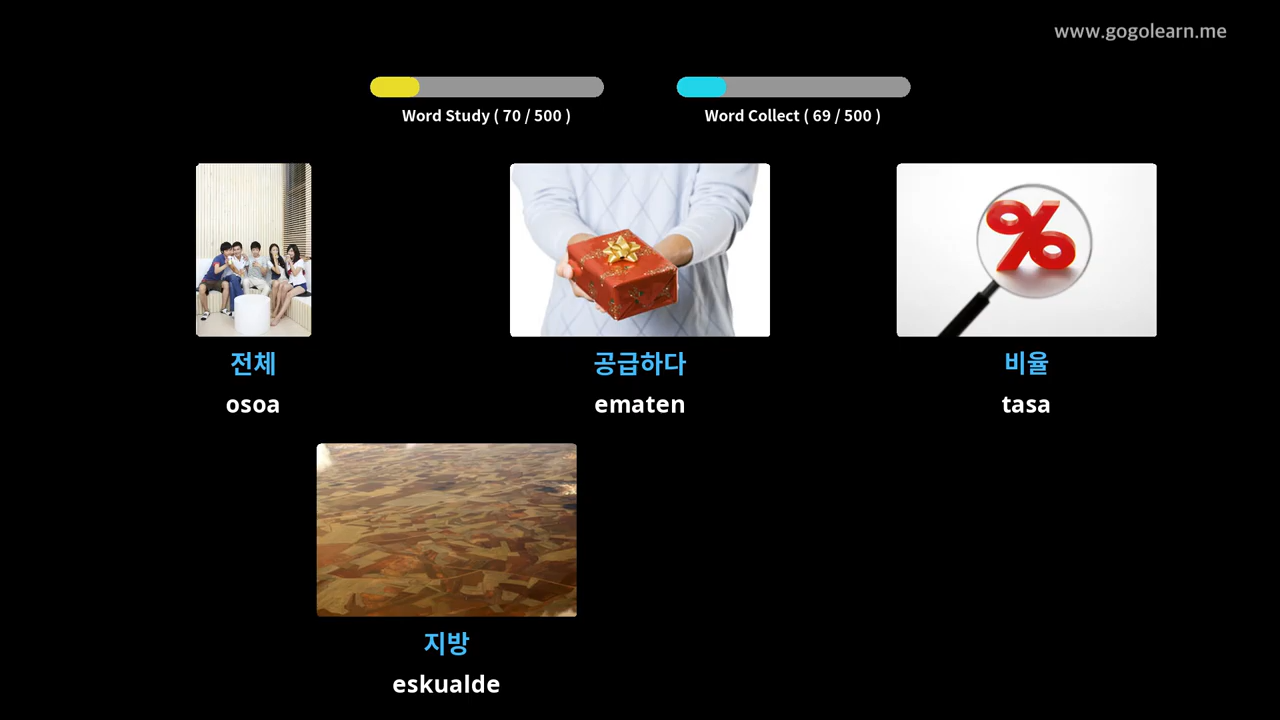 www.gogolearn.me
Word Study ( 70 / 500 )
Word Collect ( 69 / 500 )
전체
공급하다
비율
osoa
ematen
tasa
지방
eskualde